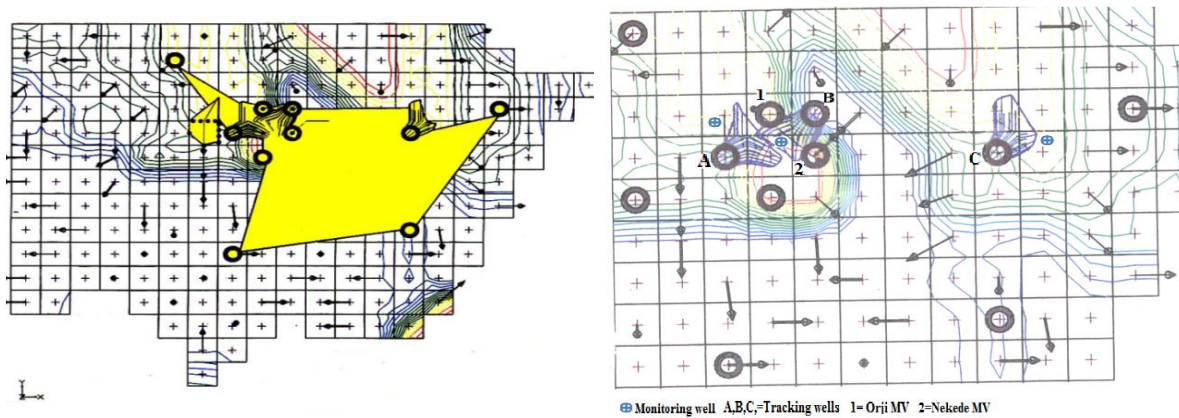 1
B
A
2
C
Y
X
Monitoring well A,B,C,=Tracking wells 1= Orji MV 2=Nekede MV